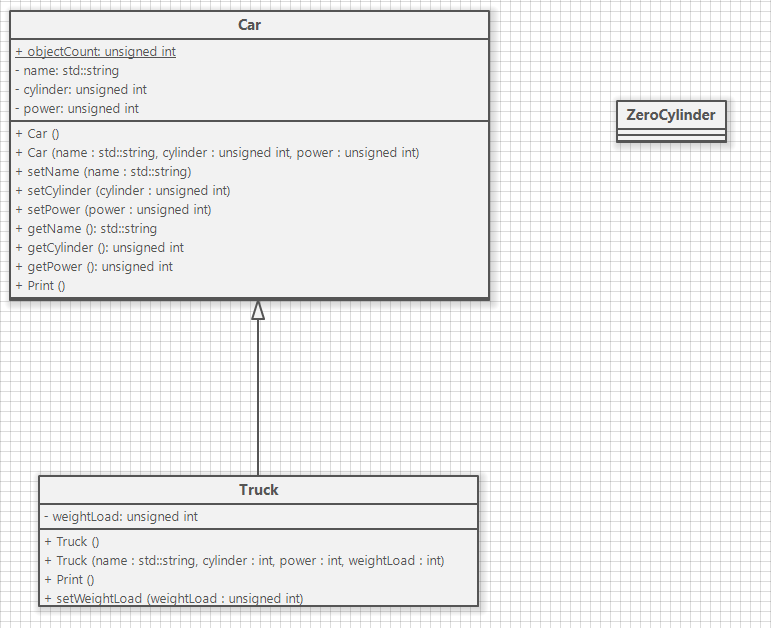 Car
+ objectCount: unsigned int
- name: std::string
- cylinder: unsigned int
- power: unsigned int
+ Car ()
+ Car (name : std::string, cylinder : unsigned int, power : unsigned int)
+ setName (name : std::string)
+ setCylinder (cylinder : unsigned int)
+ setPower (power : unsigned int)
+ getName (): std::string
+ getCylinder (): unsigned int
+ getPower (): unsigned int
+ Print ()
ZeroCylinder
Truck
- weightLoad: unsigned int
+ Truck ()
+ Truck (name : std::string, cylinder : int, power : int, weightLoad : int)
+ Print ()
+ setWeightLoad (weightLoad : unsigned int)